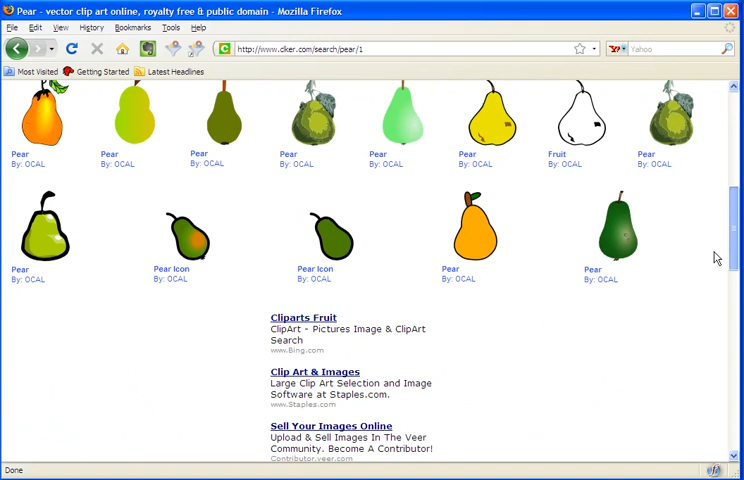 Pear - vector clip art online, royalty free & public domain - Mozilla Firefox
File Edit View History Bookmarks Tools Help
http://www.clker.com/search/pear/1
Yahoo
Most Visited Getting Started Latest Headlines
Pear Pear Pear Pear Pear Pear Fruit Pear
By: OCAL By: OCAL By: OCAL By: OCAL By: OCAL By: OCAL By: OCAL By: OCAL
Pear Pear Icon Pear Icon Pear Pear
By: OCAL By: OCAL By: OCAL By: OCAL By: OCAL
Cliparts Fruit
ClipArt - Pictures Image & ClipArt
Search
www.Bing.com
Clip Art & Images
Large Clip Art Selection and Image
Software at Staples.com.
www.Staples.com
Sell Your Images Online
Upload & Sell Images In The Veer
Community. Become A Contributor!
Contributor.veer.com
Done